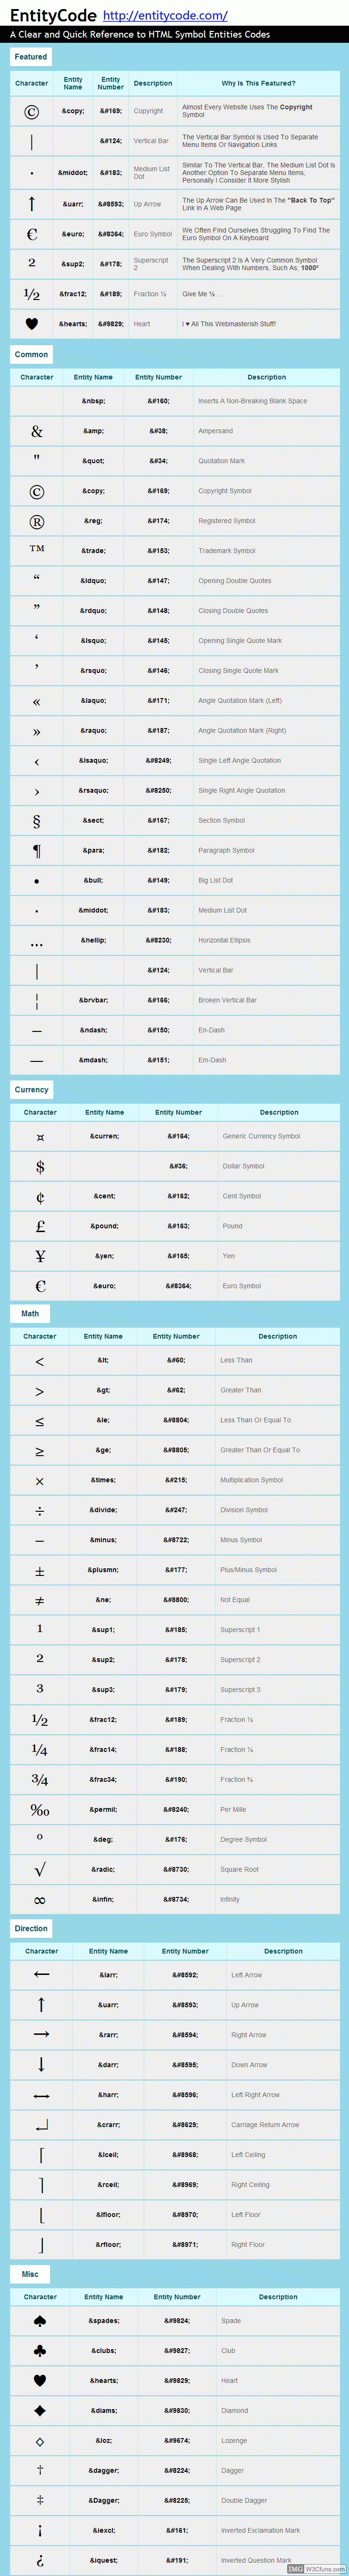 EntityCode http://entitycode.com/
A Clear and Quick Reference to HTML Symbol Entities Codes
Featured
Character Entity Name Entity Number Description Why Is This Featured?
© &copy; &#169; Copyright Almost Every Website Uses The Copyright Symbol
| &#124; Vertical Bar The Vertical Bar Symbol Is Used To Separate Menu Items Or Navigation Links
· &middot; &#183; Medium List Dot Similar To The Vertical Bar, The Medium List Dot Is Another Option To Separate Menu Items; Personally I Consider It More Stylish
↑ &uarr; &#8593; Up Arrow The Up Arrow Can Be Used In The "Back To Top" Link In A Web Page
€ &euro; &#8364; Euro Symbol We Often Find Ourselves Struggling To Find The Euro Symbol On A Keyboard
² &sup2; &#178; Superscript 2 The Superscript 2 Is A Very Common Symbol When Dealing With Numbers, Such As; 1000²
½ &frac12; &#189; Fraction ½ Give Me ½ ...
♥ &hearts; &#9829; Heart I ♥ All This Webmasterish Stuff!
Common
Character Entity Name Entity Number Description
&nbsp; &#160; Inserts A Non-Breaking Blank Space
& &amp; &#38; Ampersand
" &quot; &#34; Quotation Mark
© &copy; &#169; Copyright Symbol
® &reg; &#174; Registered Symbol
™ &trade; &#153; Trademark Symbol
“ &ldquo; &#147; Opening Double Quotes
” &rdquo; &#148; Closing Double Quotes
‘ &lsquo; &#145; Opening Single Quote Mark
’ &rsquo; &#146; Closing Single Quote Mark
« &laquo; &#171; Angle Quotation Mark (Left)
» &raquo; &#187; Angle Quotation Mark (Right)
‹ &lsaquo; &#8249; Single Left Angle Quotation
› &rsaquo; &#8250; Single Right Angle Quotation
§ &sect; &#167; Section Symbol
¶ &para; &#182; Paragraph Symbol
• &bull; &#149; Big List Dot
· &middot; &#183; Medium List Dot
… &hellip; &#8230; Horizontal Ellipsis
| &#124; Vertical Bar
¦ &brvbar; &#166; Broken Vertical Bar
– &ndash; &#150; En-Dash
— &mdash; &#151; Em-Dash
Currency
Character Entity Name Entity Number Description
¤ &curren; &#164; Generic Currency Symbol
$ &#36; Dollar Symbol
¢ &cent; &#162; Cent Symbol
£ &pound; &#163; Pound
¥ &yen; &#165; Yen
€ &euro; &#8364; Euro Symbol
Math
Character Entity Name Entity Number Description
< &lt; &#60; Less Than
> &gt; &#62; Greater Than
≤ &le; &#8804; Less Than Or Equal To
≥ &ge; &#8805; Greater Than Or Equal To
× &times; &#215; Multiplication Symbol
÷ &divide; &#247; Division Symbol
− &minus; &#8722; Minus Symbol
± &plusmn; &#177; Plus/Minus Symbol
≠ &ne; &#8800; Not Equal
¹ &sup1; &#185; Superscript 1
² &sup2; &#178; Superscript 2
³ &sup3; &#179; Superscript 3
½ &frac12; &#189; Fraction ½
¼ &frac14; &#188; Fraction ¼
¾ &frac34; &#190; Fraction ¾
‰ &permil; &#8240; Per Mille
° &deg; &#176; Degree Symbol
√ &radic; &#8730; Square Root
∞ &infin; &#8734; Infinity
Direction
Character Entity Name Entity Number Description
← &larr; &#8592; Left Arrow
↑ &uarr; &#8593; Up Arrow
→ &rarr; &#8594; Right Arrow
↓ &darr; &#8595; Down Arrow
↔ &harr; &#8596; Left Right Arrow
↵ &crarr; &#8629; Carriage Return Arrow
⌈ &lceil; &#8968; Left Ceiling
⌉ &rceil; &#8969; Right Ceiling
⌊ &lfloor; &#8970; Left Floor
⌋ &rfloor; &#8971; Right Floor
Misc
Character Entity Name Entity Number Description
♠ &spades; &#9824; Spade
♣ &clubs; &#9827; Club
♥ &hearts; &#9829; Heart
♦ &diams; &#9830; Diamond
◊ &loz; &#9674; Lozenge
† &dagger; &#8224; Dagger
‡ &Dagger; &#8225; Double Dagger
¡ &iexcl; &#161; Inverted Exclamation Mark
¿ &iquest; &#191; Inverted Question Mark
IMG W3Cfuns.com